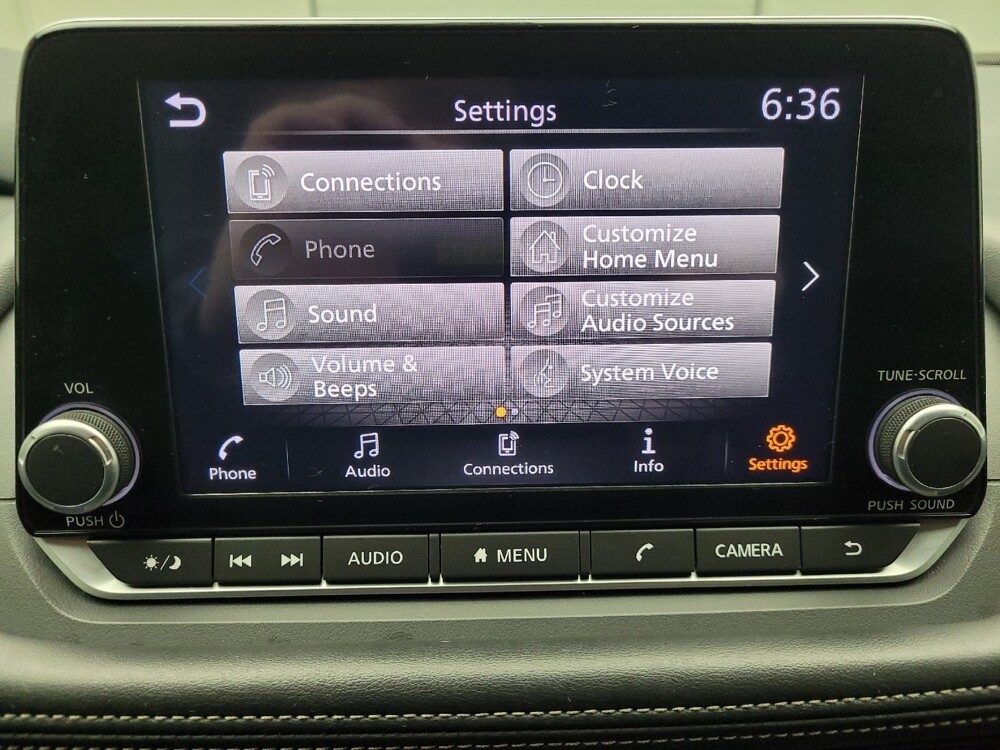 Settings
6:36
Connections
Clock
Phone
Customize
Home Menu
Sound
Customize
Audio Sources
Volume &
Beeps
System Voice
VOL
TUNE·SCROLL
Phone
Audio
Connections
Info
Settings
PUSH
PUSH SOUND
AUDIO
MENU
CAMERA